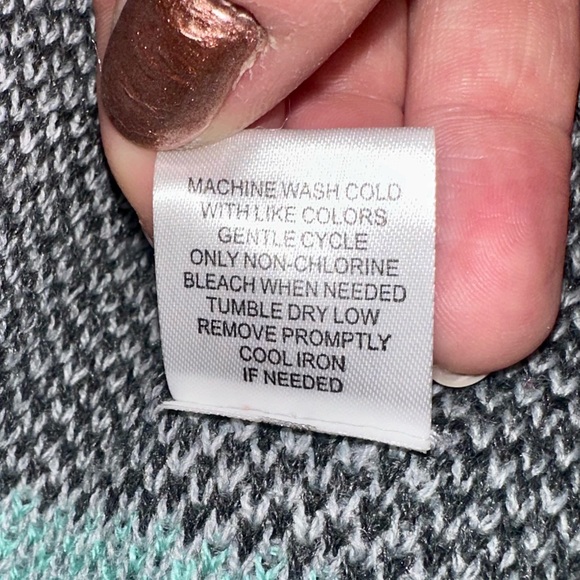 MACHINE WASH COLD
WITH LIKE COLORS
GENTLE CYCLE
ONLY NON-CHLORINE
BLEACH WHEN NEEDED
TUMBLE DRY LOW
REMOVE PROMPTLY
COOL IRON
IF NEEDED